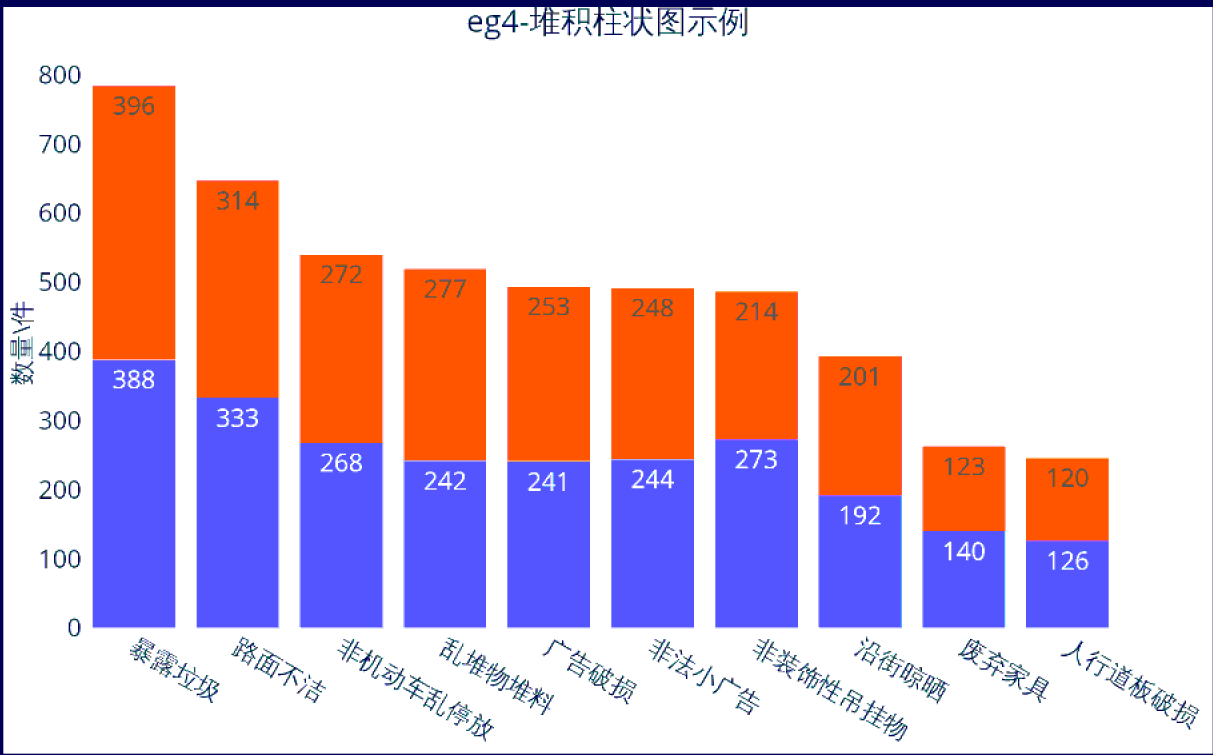 eg4-堆积柱状图示例
数量\件
800
700
600
500
400
300
200
100
0
396
314
272
277
253
248
214
201
123
120
388
333
268
242
241
244
273
192
140
126
暴露垃圾
路面不洁
非机动车乱停放
乱堆物堆料
广告破损
非法小广告
非装饰性吊挂物
沿街晾晒
废弃家具
人行道板破损